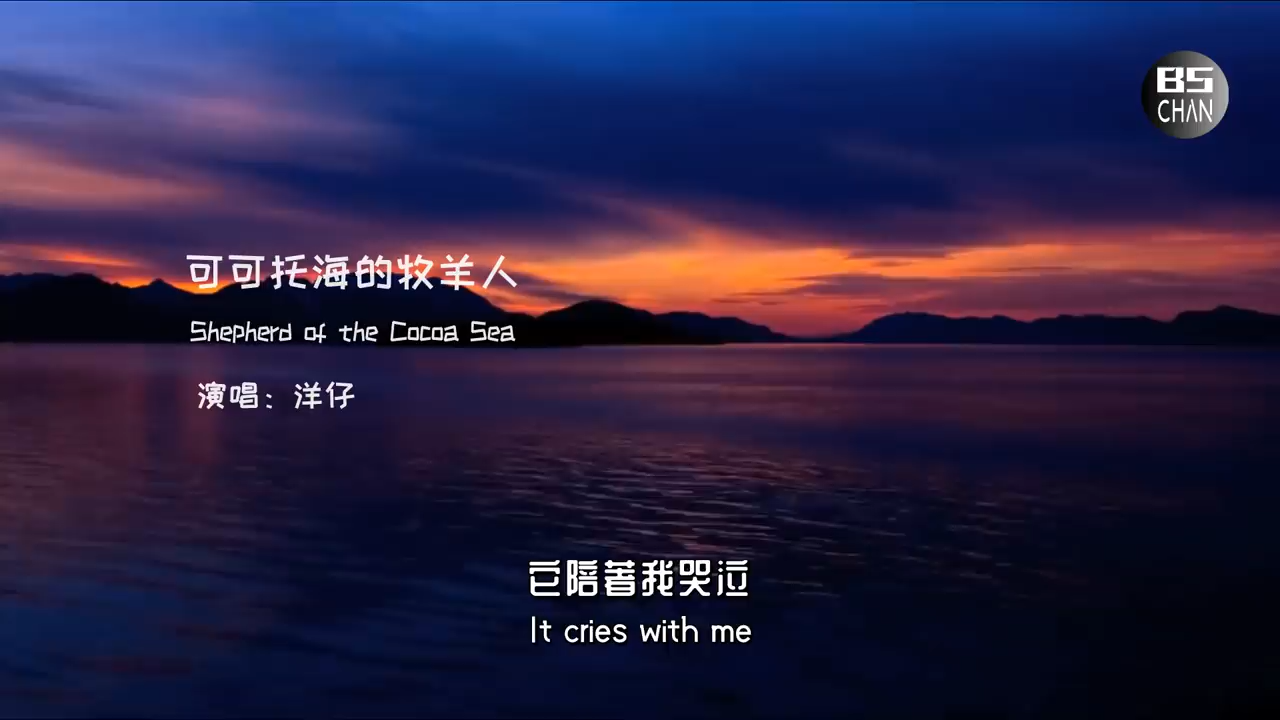 BS
CHAN
可可托海的牧羊人
Shepherd of the Cocoa Sea
演唱：洋仔
它陪著我哭泣
It cries with me